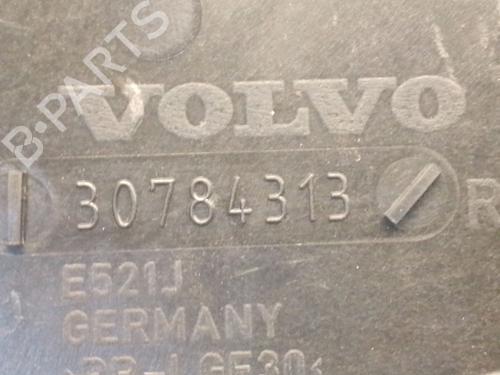 B-PARTS
VOLVO
30784313
E521J
GERMANY